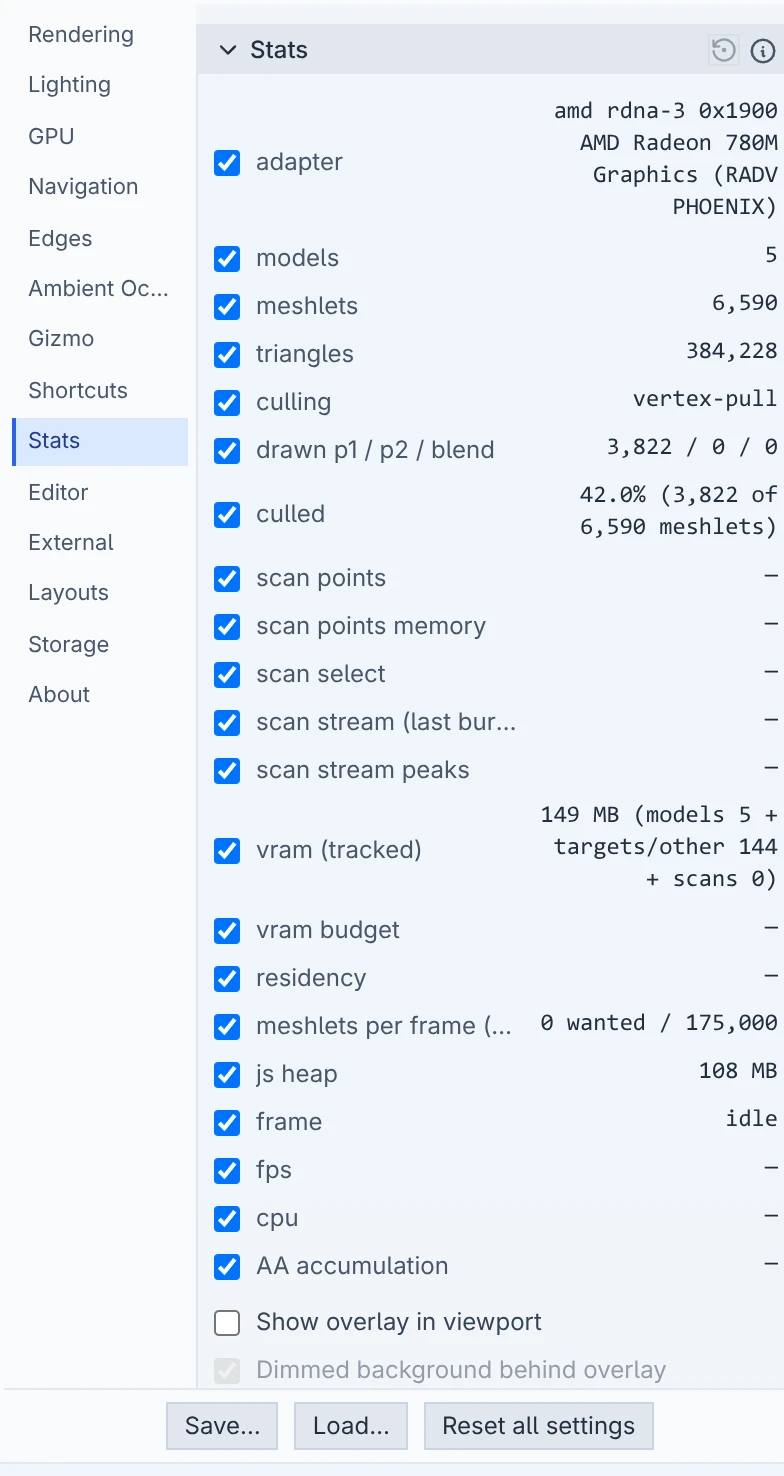 Rendering
Lighting
GPU
Navigation
Edges
Ambient Oc...
Gizmo
Shortcuts
Stats
Editor
External
Layouts
Storage
About
Stats
adapter
amd rdna-3 0x1900
AMD Radeon 780M
Graphics (RADV
PHOENIX)
models 5
meshlets 6,590
triangles 384,228
culling vertex-pull
drawn p1 / p2 / blend 3,822 / 0 / 0
culled
42.0% (3,822 of
6,590 meshlets)
scan points —
scan points memory —
scan select —
scan stream (last bur... —
scan stream peaks —
vram (tracked)
149 MB (models 5 +
targets/other 144
+ scans 0)
vram budget —
residency —
meshlets per frame (... 0 wanted / 175,000
js heap 108 MB
frame idle
fps —
cpu —
AA accumulation —
Show overlay in viewport
Dimmed background behind overlay
Save... Load... Reset all settings